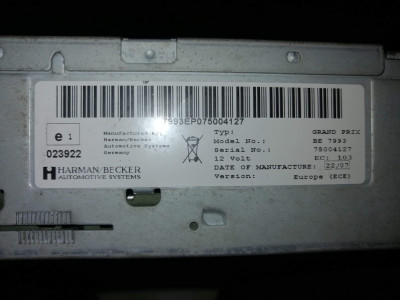 7993EP075004127
e1
023922
Manufactured by:
Harman/Becker
Automotive Systems
Germany
HARMAN/BECKER
AUTOMOTIVE SYSTEMS
Typ: GRAND PRIX
Model No.: BE 7993
Serial No.: 75004127
12 Volt EC: 103
DATE OF MANUFACTURE: 22/07
Version: Europe (ECE)